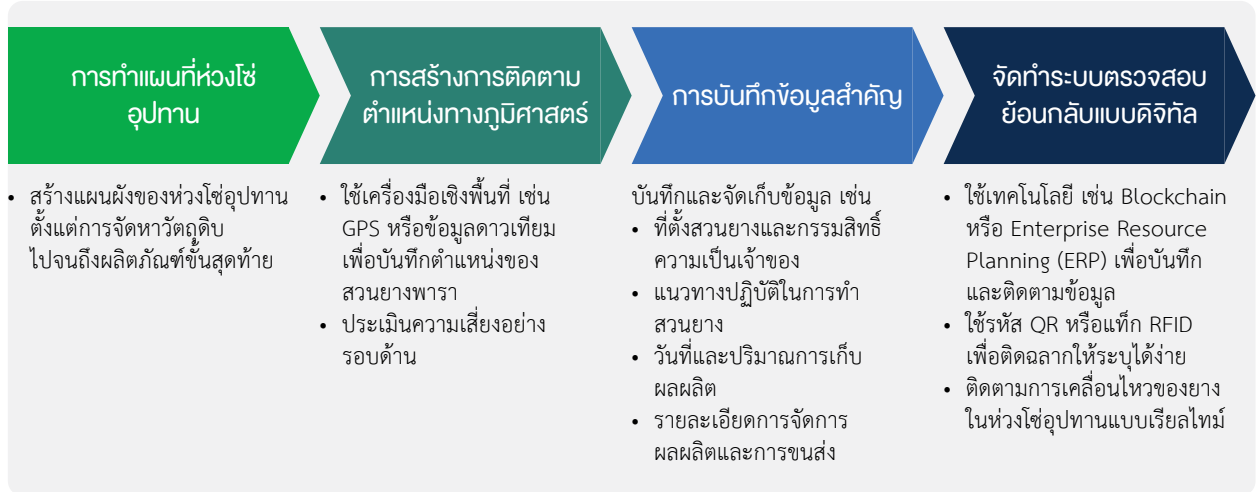 การทำแผนที่ห่วงโซ่
อุปทาน
• สร้างแผนผังของห่วงโซ่อุปทาน
ตั้งแต่การจัดหาวัตถุดิบ
ไปจนถึงผลิตภัณฑ์ขั้นสุดท้าย
การสร้างการติดตาม
ตำแหน่งทางภูมิศาสตร์
• ใช้เครื่องมือเชิงพื้นที่ เช่น
GPS หรือข้อมูลดาวเทียม
เพื่อบันทึกตำแหน่งของ
สวนยางพารา
• ประเมินความเสี่ยงอย่าง
รอบด้าน
การบันทึกข้อมูลสำคัญ
บันทึกและจัดเก็บข้อมูล เช่น
• ที่ตั้งสวนยางและกรรมสิทธิ์
ความเป็นเจ้าของ
• แนวทางปฏิบัติในการทำ
สวนยาง
• วันที่และปริมาณการเก็บ
ผลผลิต
• รายละเอียดการจัดการ
ผลผลิตและการขนส่ง
จัดทำระบบตรวจสอบ
ย้อนกลับแบบดิจิทัล
• ใช้เทคโนโลยี เช่น Blockchain
หรือ Enterprise Resource
Planning (ERP) เพื่อบันทึก
และติดตามข้อมูล
• ใช้รหัส QR หรือแท็ก RFID
เพื่อติดฉลากให้ระบุได้ง่าย
• ติดตามการเคลื่อนไหวของยาง
ในห่วงโซ่อุปทานแบบเรียลไทม์